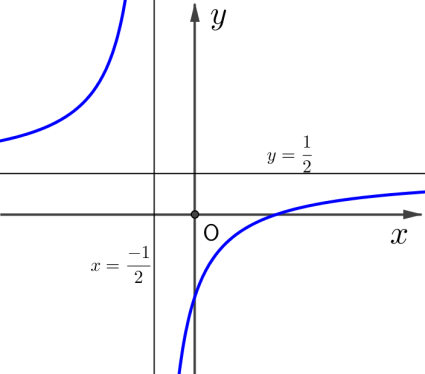 y
y = 1/2
O
x
x = -1/2